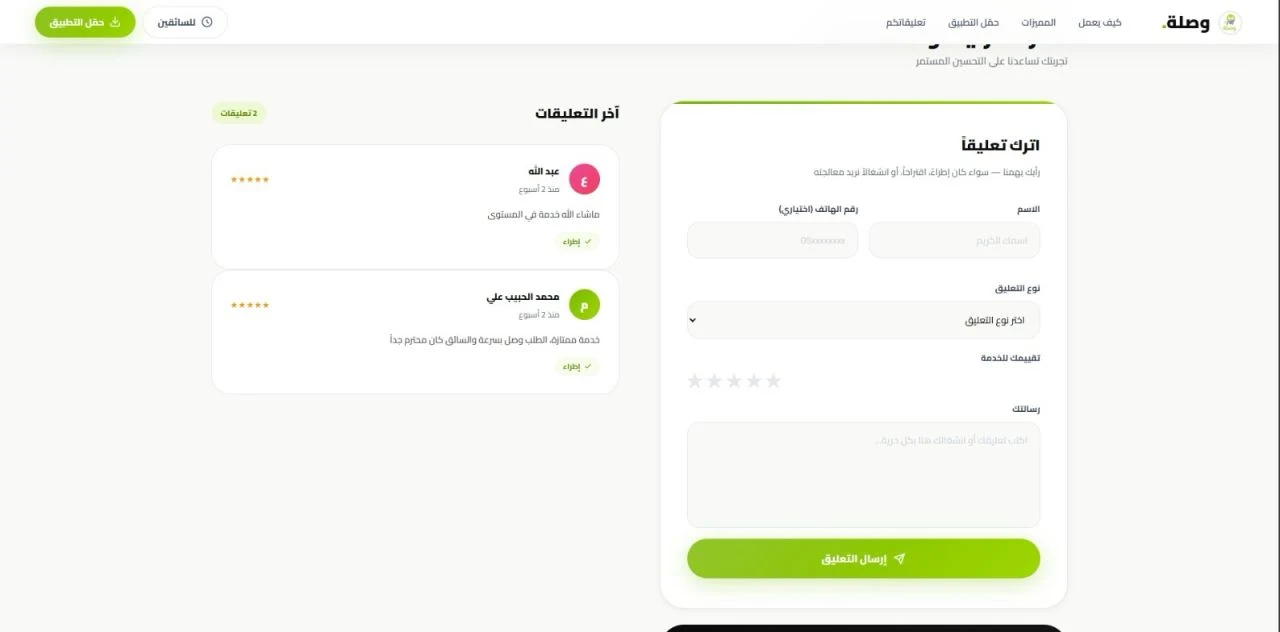 وصلة.
كيف يعمل
المميزات
حمّل التطبيق
تعليقاتكم
للسائقين
حمّل التطبيق
تجربتك تساعدنا على التحسين المستمر
اترك تعليقاً
رأيك يهمنا — سواء كان إطراءً، اقتراحاً، أو انشغالاً نريد معالجته
الاسم
رقم الهاتف (اختياري)
اسمك الكريم
05xxxxxxxx
نوع التعليق
اختر نوع التعليق
تقييمك للخدمة
★★★★★
رسالتك
اكتب تعليقك أو انشغالك هنا بكل حرية...
إرسال التعليق
آخر التعليقات
2 تعليقات
ع
عبد الله
منذ 2 أسبوع
★★★★★
ماشاء الله خدمة في المستوى
✓ إطراء
م
محمد الحبيب علي
منذ 2 أسبوع
★★★★★
خدمة ممتازة، الطلب وصل بسرعة والسائق كان محترم جداً
✓ إطراء